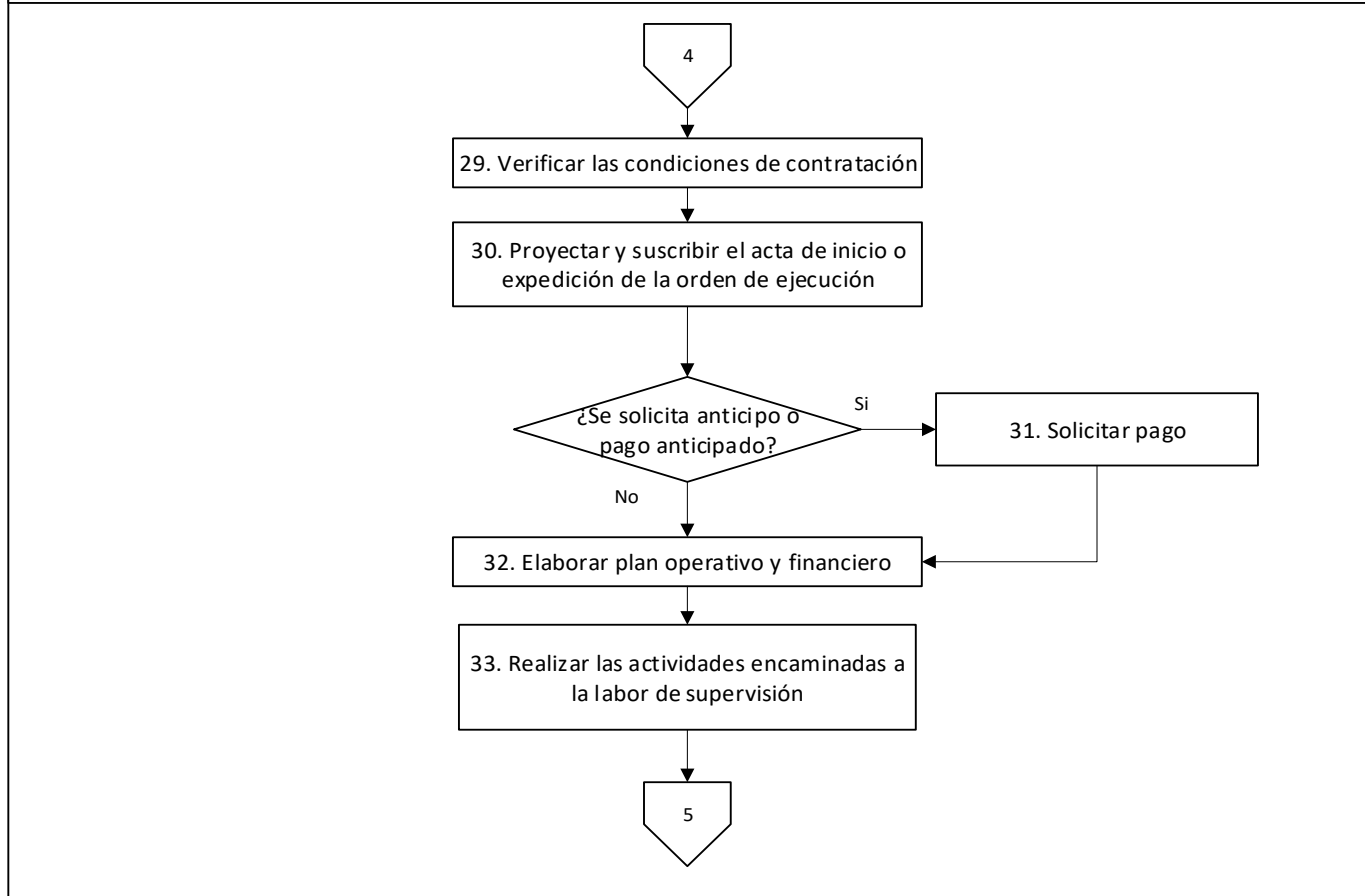 4
29. Verificar las condiciones de contratación
30. Proyectar y suscribir el acta de inicio o
expedición de la orden de ejecución
¿Se solicita anticipo o
pago anticipado?
Si
31. Solicitar pago
No
32. Elaborar plan operativo y financiero
33. Realizar las actividades encaminadas a
la labor de supervisión
5